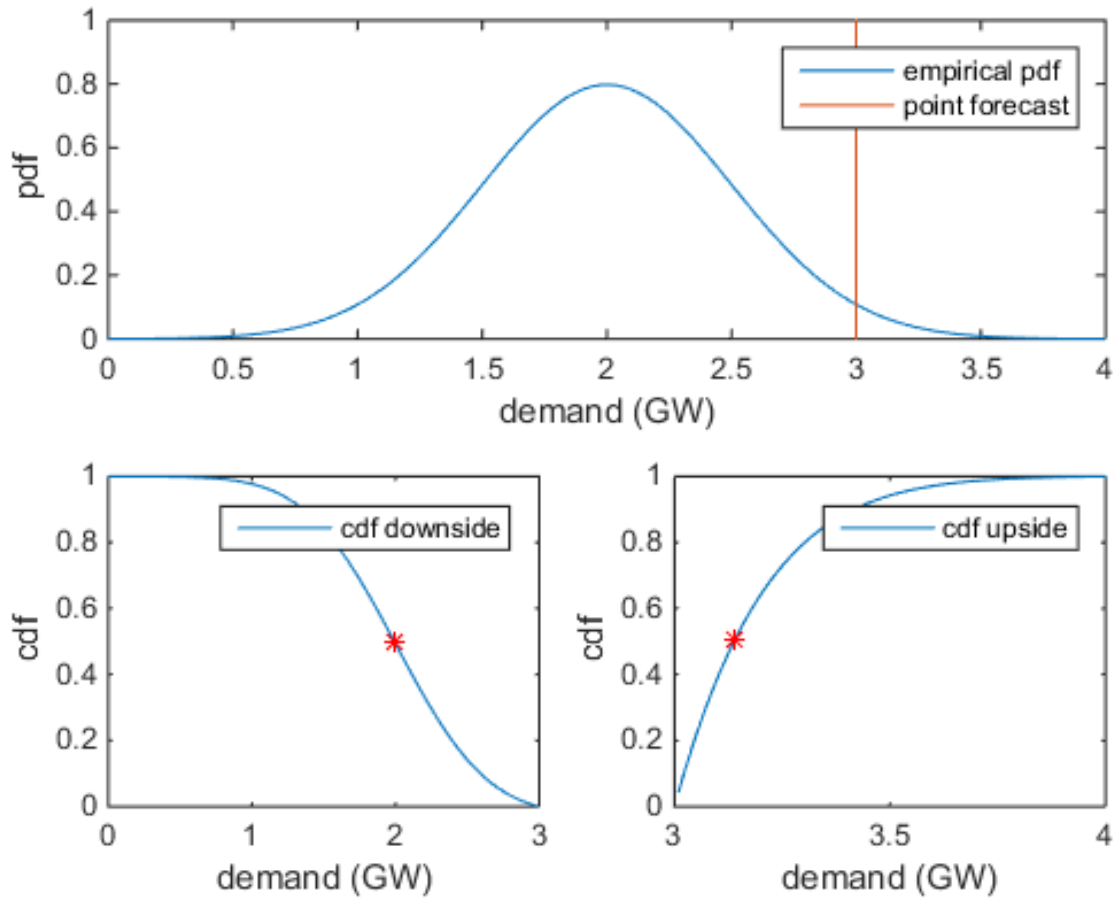 1
0.8
0.6
0.4
0.2
0
pdf
empirical pdf
point forecast
0 0.5 1 1.5 2 2.5 3 3.5 4
demand (GW)
1
0.8
0.6
0.4
0.2
0
cdf
cdf downside
0 1 2 3
demand (GW)
1
0.8
0.6
0.4
0.2
0
cdf
cdf upside
3 3.5 4
demand (GW)